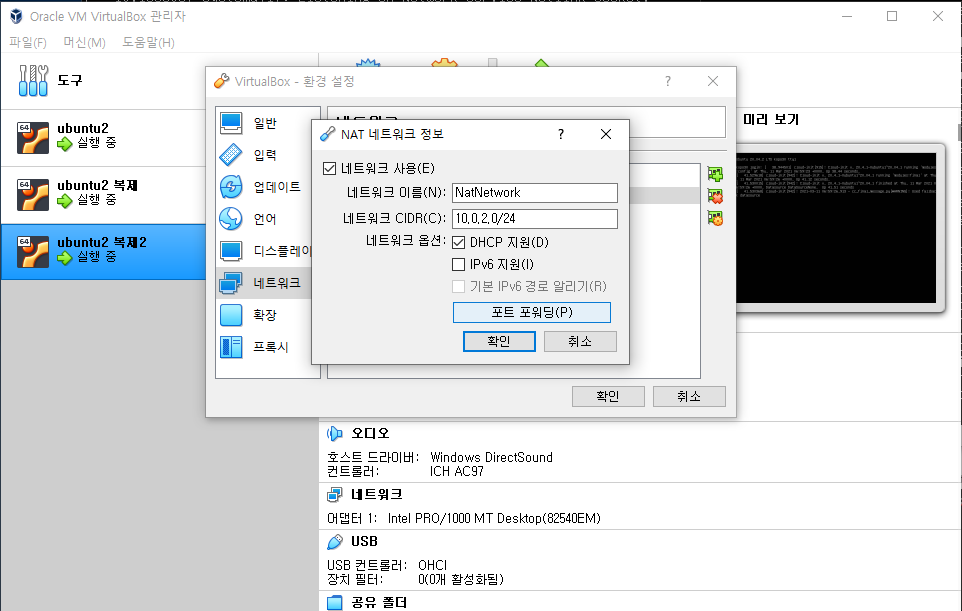 Oracle VM VirtualBox 관리자
파일(F) 머신(M) 도움말(H)
도구
64
ubuntu2
실행 중
64
ubuntu2 복제
실행 중
64
ubuntu2 복제2
실행 중
VirtualBox - 환경 설정
?
일반
입력
업데이트
언어
디스플레이
네트워크
확장
프록시
확인
취소
NAT 네트워크 정보
?
네트워크 사용(E)
네트워크 이름(N): NatNetwork
네트워크 CIDR(C): 10.0.2.0/24
네트워크 옵션: DHCP 지원(D)
IPv6 지원(I)
기본 IPv6 경로 알리기(R)
포트 포워딩(P)
확인
취소
미리 보기
오디오
호스트 드라이버: Windows DirectSound
컨트롤러: ICH AC97
네트워크
어댑터 1: Intel PRO/1000 MT Desktop(82540EM)
USB
USB 컨트롤러: OHCI
장치 필터: 0(0개 활성화됨)
공유 폴더